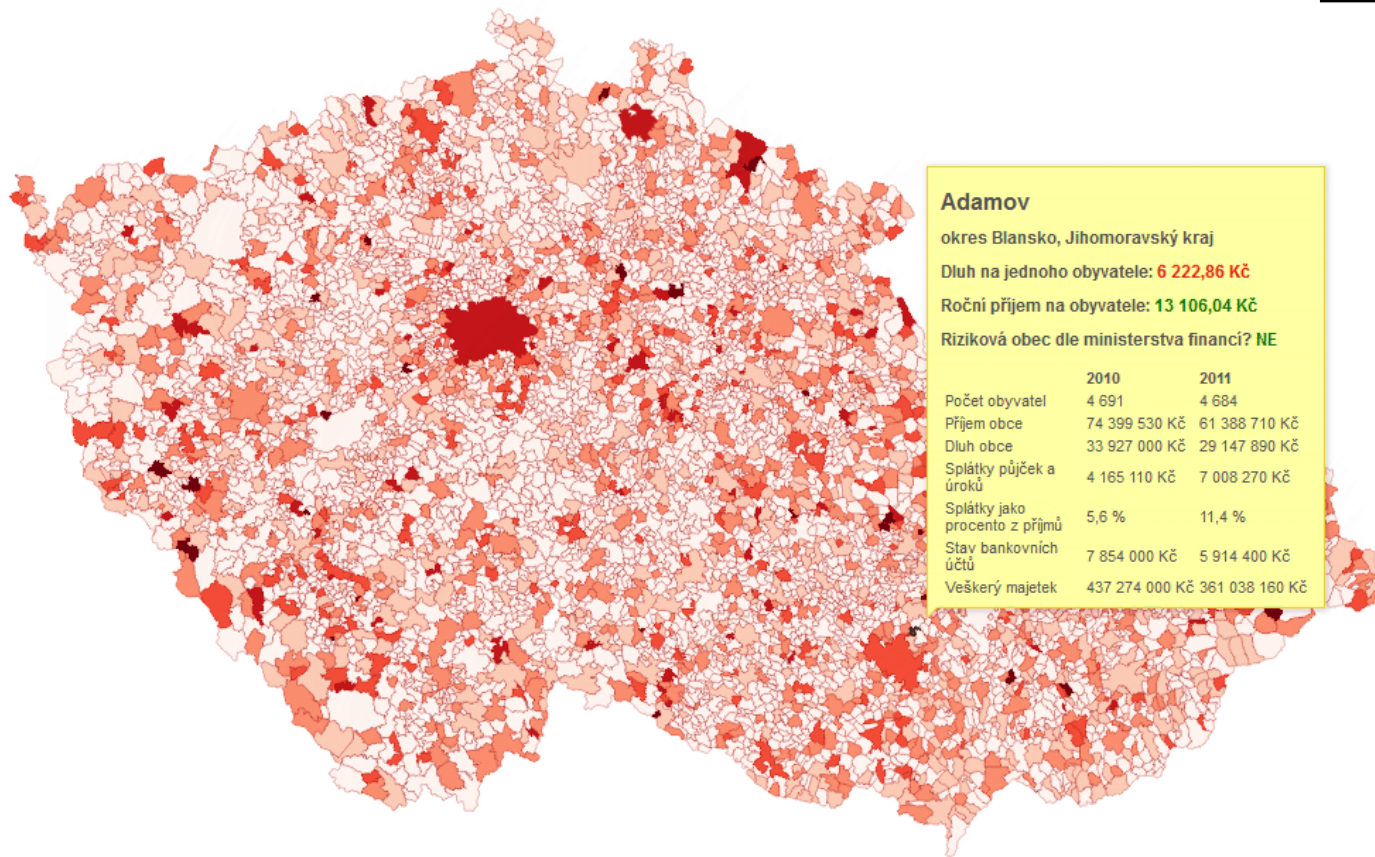 Adamov
okres Blansko, Jihomoravský kraj
Dluh na jednoho obyvatele: 6 222,86 Kč
Roční příjem na obyvatele: 13 106,04 Kč
Riziková obec dle ministerstva financí? NE
2010 2011
Počet obyvatel 4 691 4 684
Příjem obce 74 399 530 Kč 61 388 710 Kč
Dluh obce 33 927 000 Kč 29 147 890 Kč
Splátky půjček a
úroků 4 165 110 Kč 7 008 270 Kč
Splátky jako
procento z příjmů 5,6 % 11,4 %
Stav bankovních
účtů 7 854 000 Kč 5 914 400 Kč
Veškerý majetek 437 274 000 Kč 361 038 160 Kč